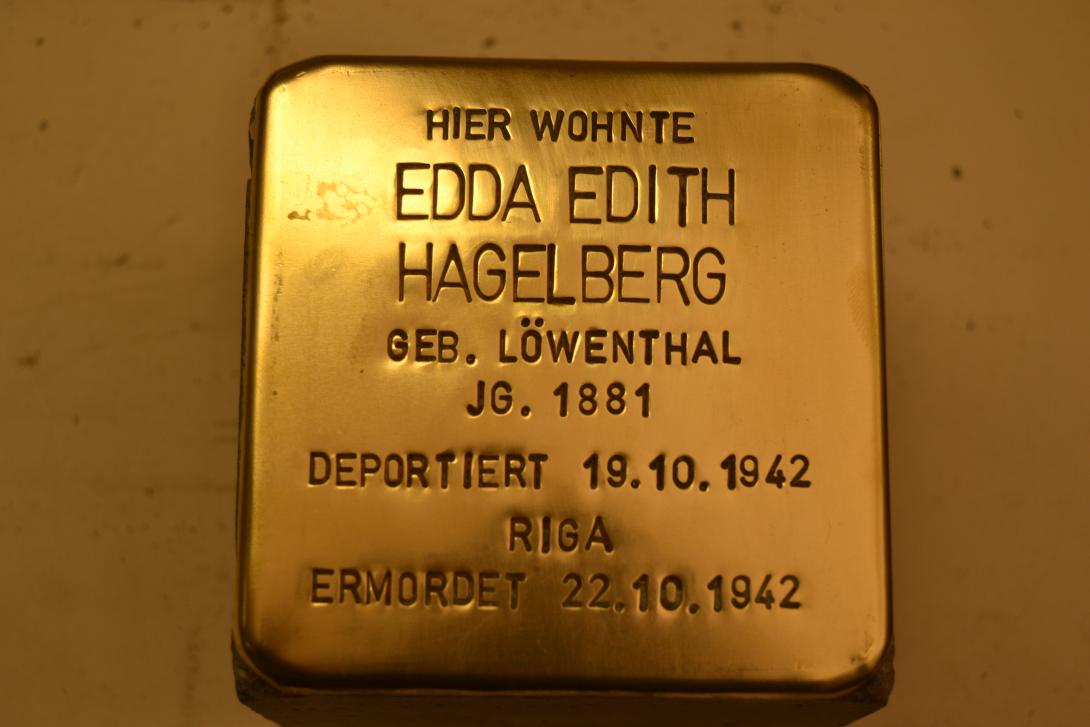 HIER WOHNTE
EDDA EDITH
HAGELBERG
GEB. LÖWENTHAL
JG. 1881
DEPORTIERT 19.10.1942
RIGA
ERMORDET 22.10.1942